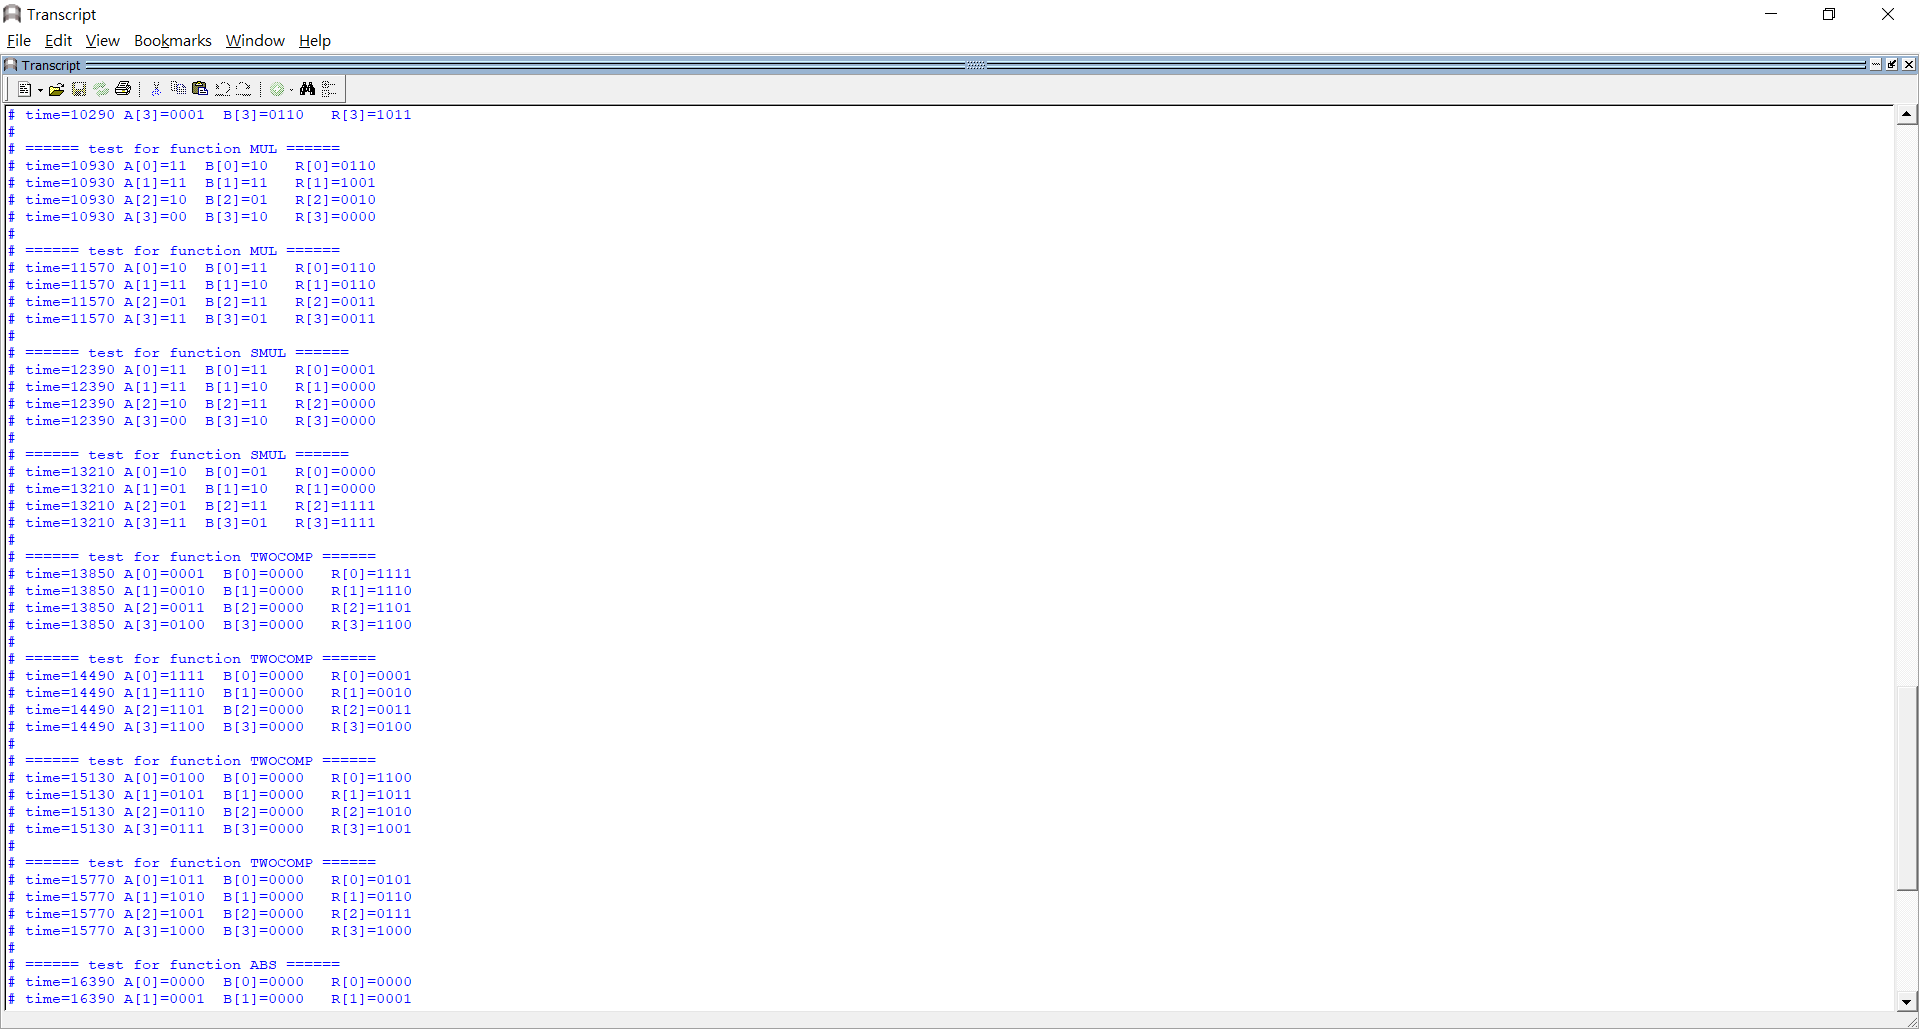 Transcript
File Edit View Bookmarks Window Help
Transcript
# time=10290 A[3]=0001  B[3]=0110   R[3]=1011
#
# ====== test for function MUL ======
# time=10930 A[0]=11  B[0]=10   R[0]=0110
# time=10930 A[1]=11  B[1]=11   R[1]=1001
# time=10930 A[2]=10  B[2]=01   R[2]=0010
# time=10930 A[3]=00  B[3]=10   R[3]=0000
#
# ====== test for function MUL ======
# time=11570 A[0]=10  B[0]=11   R[0]=0110
# time=11570 A[1]=11  B[1]=10   R[1]=0110
# time=11570 A[2]=01  B[2]=11   R[2]=0011
# time=11570 A[3]=11  B[3]=01   R[3]=0011
#
# ====== test for function SMUL ======
# time=12390 A[0]=11  B[0]=11   R[0]=0001
# time=12390 A[1]=11  B[1]=10   R[1]=0000
# time=12390 A[2]=10  B[2]=11   R[2]=0000
# time=12390 A[3]=00  B[3]=10   R[3]=0000
#
# ====== test for function SMUL ======
# time=13210 A[0]=10  B[0]=01   R[0]=0000
# time=13210 A[1]=01  B[1]=10   R[1]=0000
# time=13210 A[2]=01  B[2]=11   R[2]=1111
# time=13210 A[3]=11  B[3]=01   R[3]=1111
#
# ====== test for function TWOCOMP ======
# time=13850 A[0]=0001  B[0]=0000   R[0]=1111
# time=13850 A[1]=0010  B[1]=0000   R[1]=1110
# time=13850 A[2]=0011  B[2]=0000   R[2]=1101
# time=13850 A[3]=0100  B[3]=0000   R[3]=1100
#
# ====== test for function TWOCOMP ======
# time=14490 A[0]=1111  B[0]=0000   R[0]=0001
# time=14490 A[1]=1110  B[1]=0000   R[1]=0010
# time=14490 A[2]=1101  B[2]=0000   R[2]=0011
# time=14490 A[3]=1100  B[3]=0000   R[3]=0100
#
# ====== test for function TWOCOMP ======
# time=15130 A[0]=0100  B[0]=0000   R[0]=1100
# time=15130 A[1]=0101  B[1]=0000   R[1]=1011
# time=15130 A[2]=0110  B[2]=0000   R[2]=1010
# time=15130 A[3]=0111  B[3]=0000   R[3]=1001
#
# ====== test for function TWOCOMP ======
# time=15770 A[0]=1011  B[0]=0000   R[0]=0101
# time=15770 A[1]=1010  B[1]=0000   R[1]=0110
# time=15770 A[2]=1001  B[2]=0000   R[2]=0111
# time=15770 A[3]=1000  B[3]=0000   R[3]=1000
#
# ====== test for function ABS ======
# time=16390 A[0]=0000  B[0]=0000   R[0]=0000
# time=16390 A[1]=0001  B[1]=0000   R[1]=0001